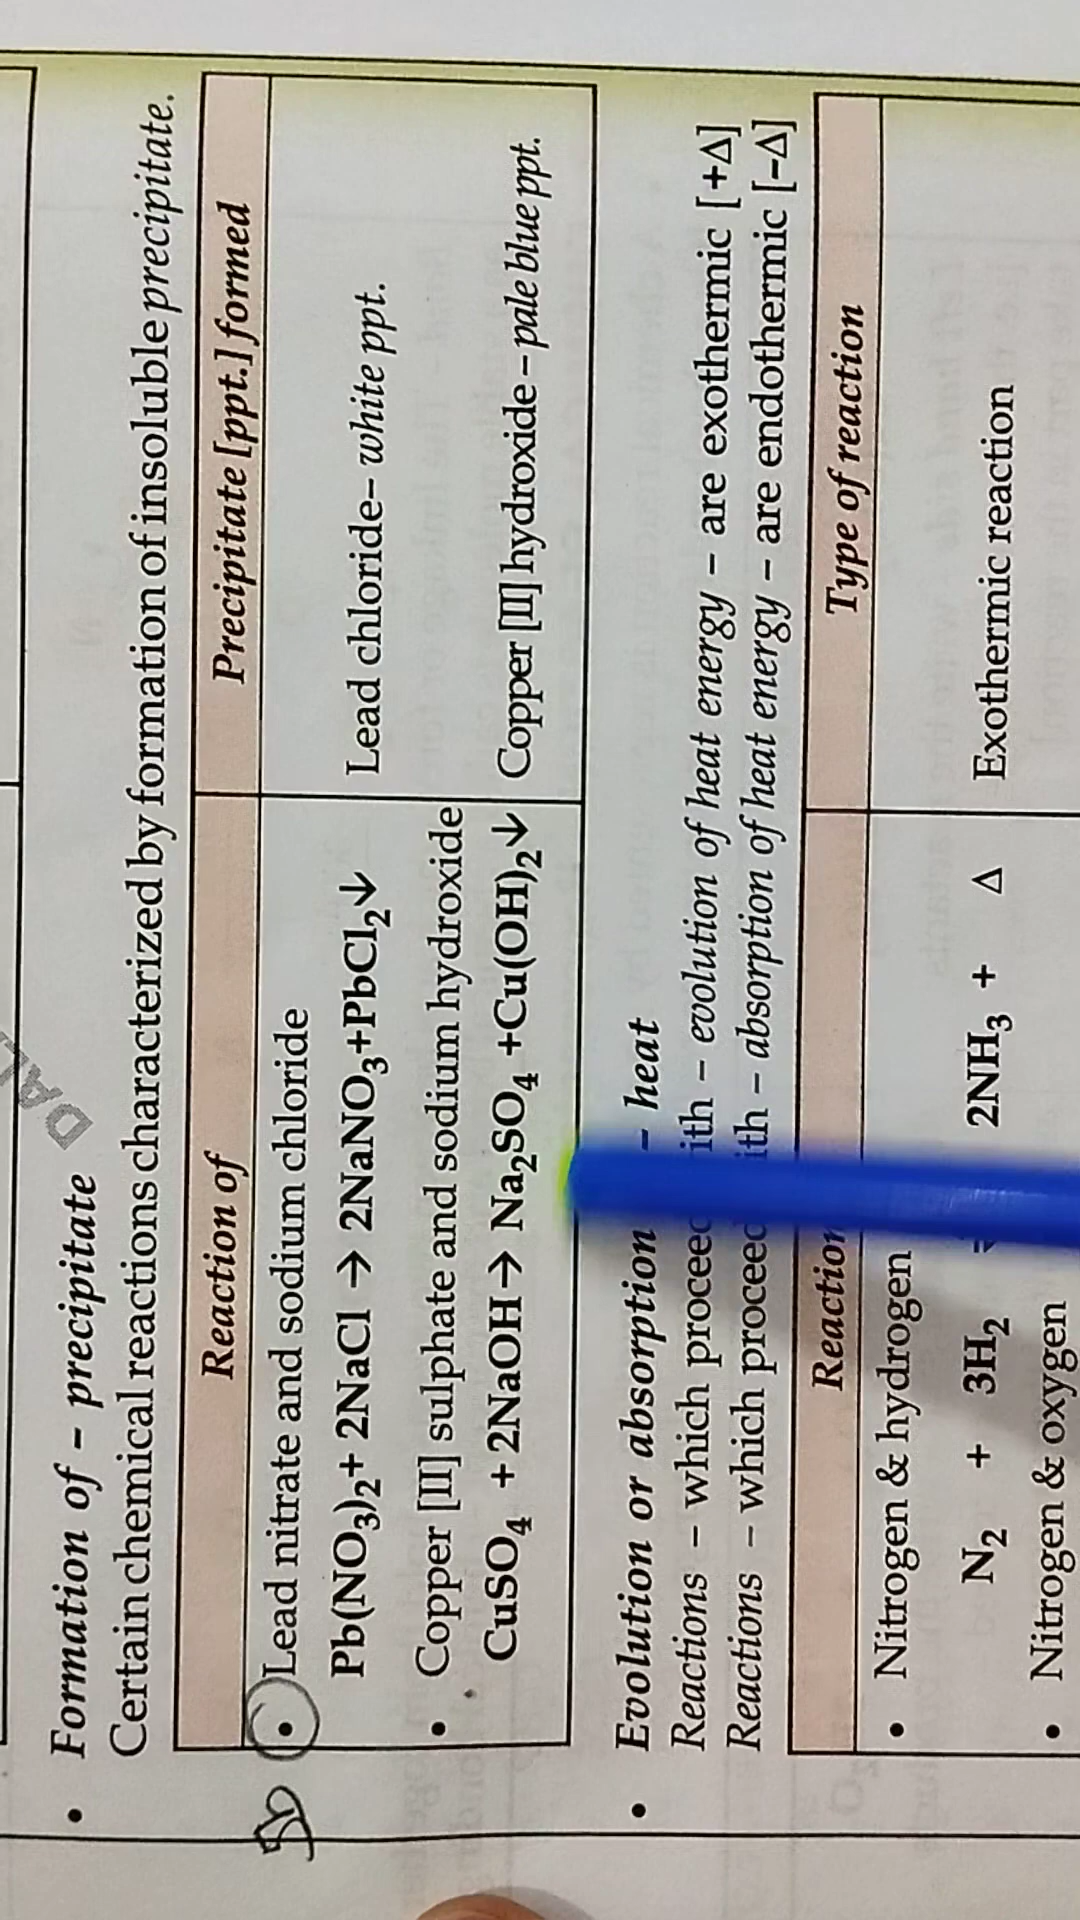 • Formation of – precipitate
Certain chemical reactions characterized by formation of insoluble precipitate.
Reaction of Precipitate [ppt.] formed
• Lead nitrate and sodium chloride
Pb(NO₃)₂ + 2NaCl → 2NaNO₃+PbCl₂↓ Lead chloride– white ppt.
• Copper [II] sulphate and sodium hydroxide
CuSO₄ + 2NaOH → Na₂SO₄ +Cu(OH)₂↓ Copper [II] hydroxide – pale blue ppt.
• Evolution or absorption – heat
Reactions – which proceed ith – evolution of heat energy – are exothermic [+Δ]
Reactions – which proceed ith – absorption of heat energy – are endothermic [–Δ]
Reaction Type of reaction
• Nitrogen & hydrogen
N₂ + 3H₂ 2NH₃ + Δ Exothermic reaction
• Nitrogen & oxygen